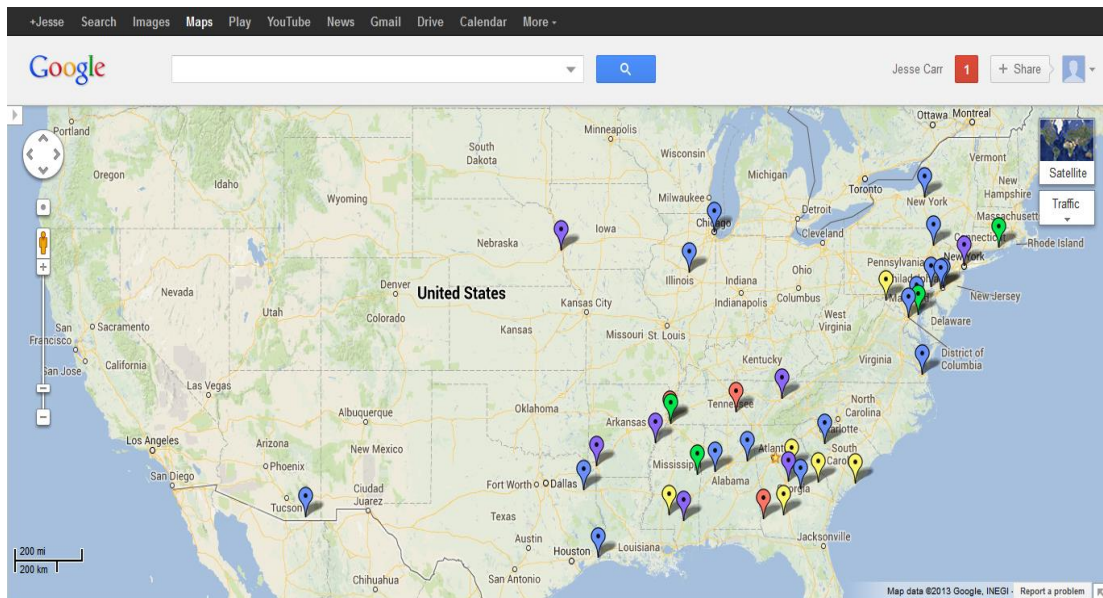 +Jesse Search Images Maps Play YouTube News Gmail Drive Calendar More
Google
Jesse Carr 1 + Share
Portland
Minneapolis
Ottawa Montreal
South
Dakota
Wisconsin
Michigan
Toronto
Vermont
Satellite
Oregon
Idaho
Wyoming
Milwaukee
New York
New
Hampshire
Traffic
Detroit
Massachusett
Chicago
Cleveland
Connecticut
Rhode Island
Nebraska
Iowa
Illinois
Indiana
Ohio
Pennsylvania
New York
Nevada
Utah
Denver
United States
Kansas City
Indianapolis
Columbus
New Jersey
Colorado
West
Virginia
Delaware
San
Francisco
Sacramento
Kansas
Missouri
St. Louis
San Jose
California
Kentucky
Virginia
District of
Columbia
Las Vegas
Oklahoma
Arkansas
Tennessee
North
Carolina
Albuquerque
Charlotte
Los Angeles
Arizona
New Mexico
Atlanta
South
Phoenix
Mississippi
Alabama
San Diego
Ciudad
Juarez
Fort Worth
Dallas
Georgia
Tucson
Texas
Jacksonville
Austin
Houston
Louisiana
200 mi
200 km
Chihuahua
San Antonio
Map data ©2013 Google, INEGI - Report a problem